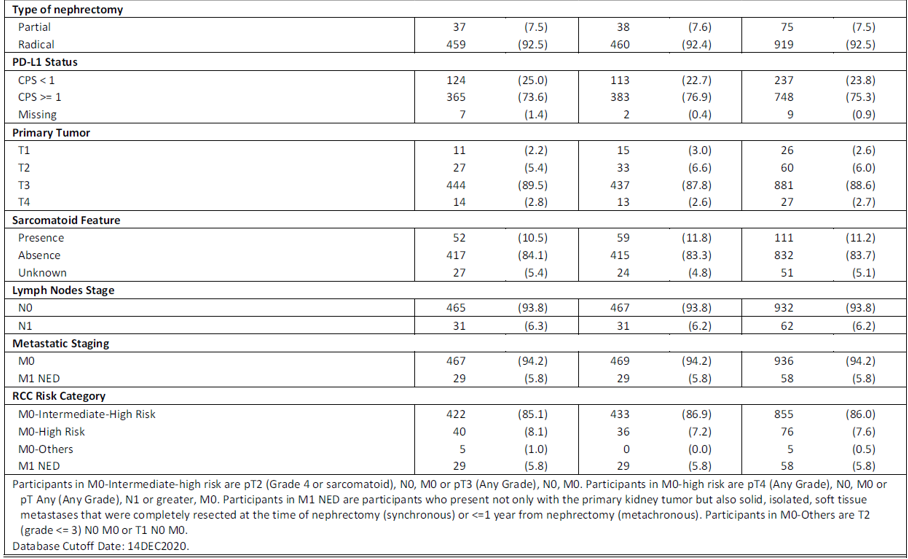 Type of nephrectomy
Partial 37 (7.5) 38 (7.6) 75 (7.5)
Radical 459 (92.5) 460 (92.4) 919 (92.5)
PD-L1 Status
CPS < 1 124 (25.0) 113 (22.7) 237 (23.8)
CPS >= 1 365 (73.6) 383 (76.9) 748 (75.3)
Missing 7 (1.4) 2 (0.4) 9 (0.9)
Primary Tumor
T1 11 (2.2) 15 (3.0) 26 (2.6)
T2 27 (5.4) 33 (6.6) 60 (6.0)
T3 444 (89.5) 437 (87.8) 881 (88.6)
T4 14 (2.8) 13 (2.6) 27 (2.7)
Sarcomatoid Feature
Presence 52 (10.5) 59 (11.8) 111 (11.2)
Absence 417 (84.1) 415 (83.3) 832 (83.7)
Unknown 27 (5.4) 24 (4.8) 51 (5.1)
Lymph Nodes Stage
N0 465 (93.8) 467 (93.8) 932 (93.8)
N1 31 (6.3) 31 (6.2) 62 (6.2)
Metastatic Staging
M0 467 (94.2) 469 (94.2) 936 (94.2)
M1 NED 29 (5.8) 29 (5.8) 58 (5.8)
RCC Risk Category
M0-Intermediate-High Risk 422 (85.1) 433 (86.9) 855 (86.0)
M0-High Risk 40 (8.1) 36 (7.2) 76 (7.6)
M0-Others 5 (1.0) 0 (0.0) 5 (0.5)
M1 NED 29 (5.8) 29 (5.8) 58 (5.8)
Participants in M0-Intermediate-high risk are pT2 (Grade 4 or sarcomatoid), N0, M0 or pT3 (Any Grade), N0, M0. Participants in M0-high risk are pT4 (Any Grade), N0, M0 or
pT Any (Any Grade), N1 or greater, M0. Participants in M1 NED are participants who present not only with the primary kidney tumor but also solid, isolated, soft tissue
metastases that were completely resected at the time of nephrectomy (synchronous) or <=1 year from nephrectomy (metachronous). Participants in M0-Others are T2
(grade <= 3) N0 M0 or T1 N0 M0.
Database Cutoff Date: 14DEC2020.